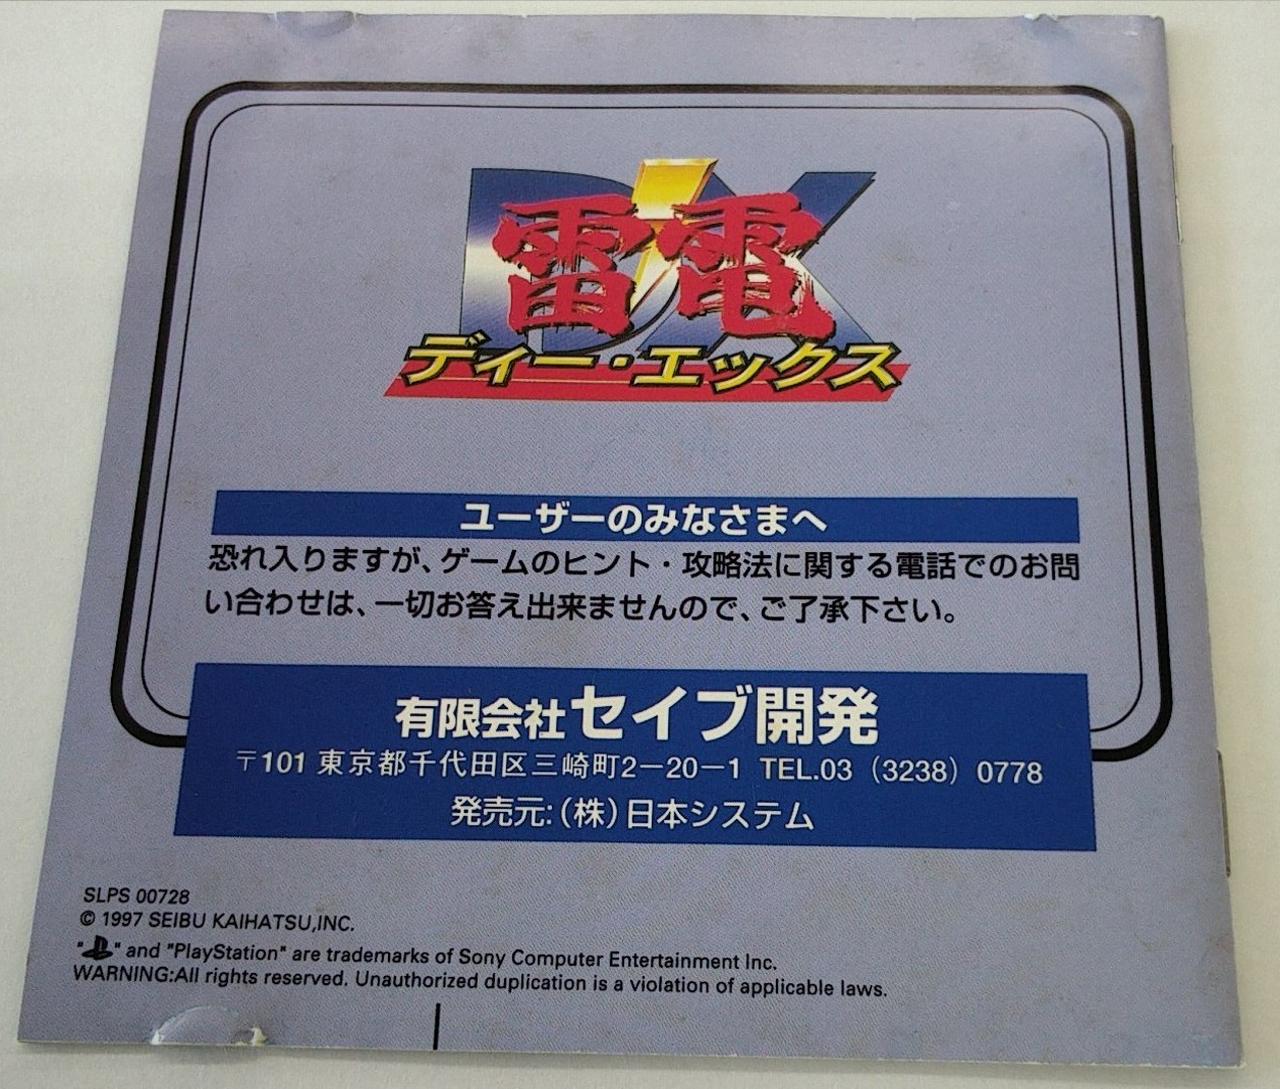 DX
雷電
ディー・エックス
ユーザーのみなさまへ
恐れ入りますが、ゲームのヒント・攻略法に関する電話でのお問
い合わせは、一切お答え出来ませんので、ご了承下さい。
有限会社セイブ開発
〒101 東京都千代田区三崎町2－20－1 TEL.03（3238）0778
発売元:(株)日本システム
SLPS 00728
© 1997 SEIBU KAIHATSU,INC.
" " and "PlayStation" are trademarks of Sony Computer Entertainment Inc.
WARNING:All rights reserved. Unauthorized duplication is a violation of applicable laws.